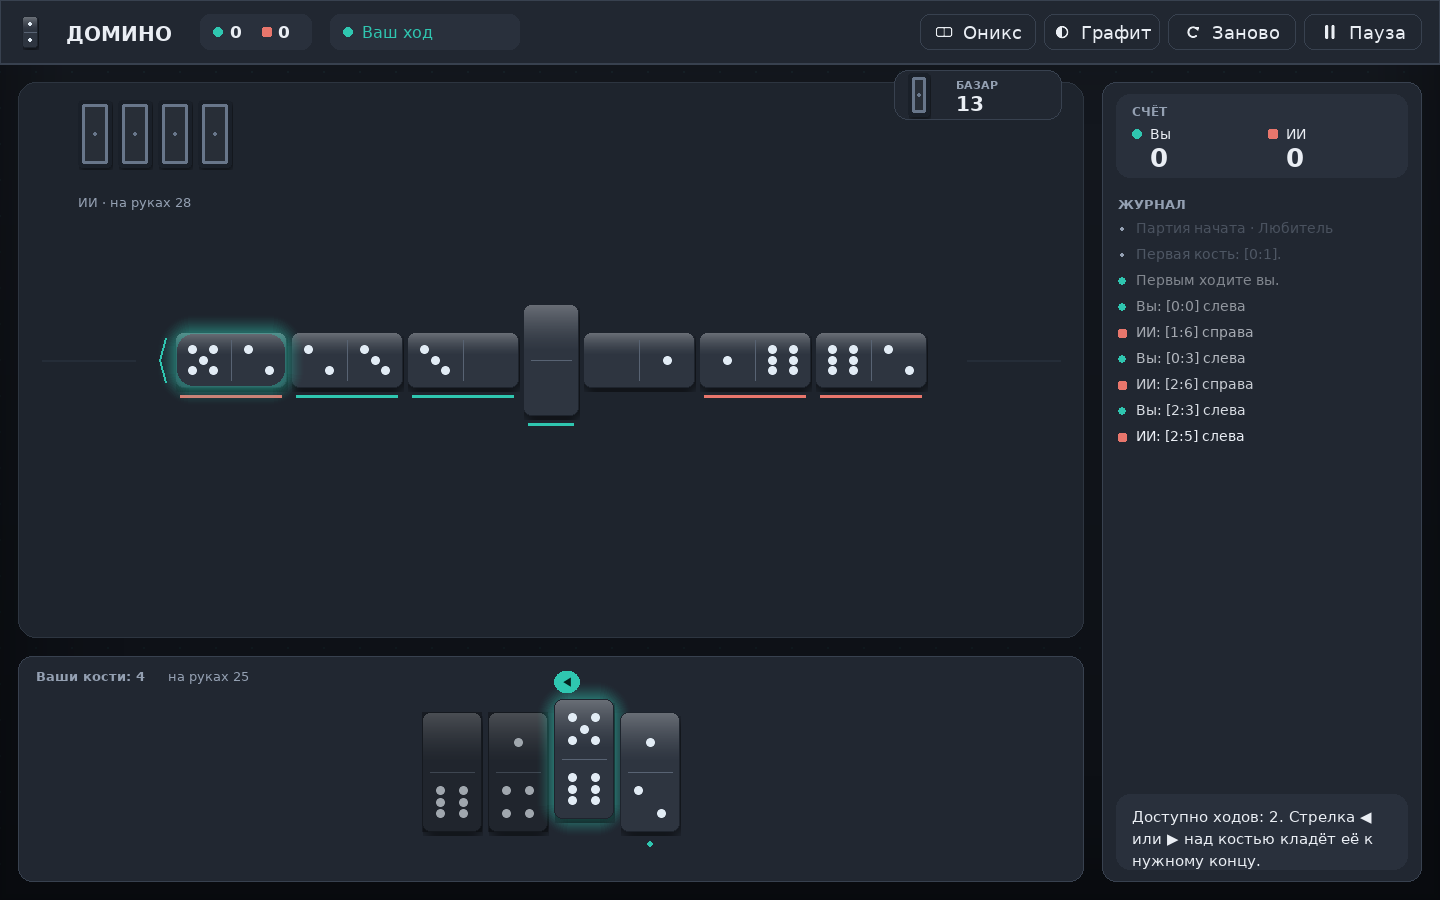 ДОМИНО
0
0
Ваш ход
Оникс
Графит
Заново
Пауза
БАЗАР
13
ИИ · на руках 28
СЧЁТ
Вы
ИИ
0
0
ЖУРНАЛ
Партия начата · Любитель
Первая кость: [0:1].
Первым ходите вы.
Вы: [0:0] слева
ИИ: [1:6] справа
Вы: [0:3] слева
ИИ: [2:6] справа
Вы: [2:3] слева
ИИ: [2:5] слева
Ваши кости: 4
на руках 25
Доступно ходов: 2. Стрелка ◀
или ▶ над костью кладёт её к
нужному концу.